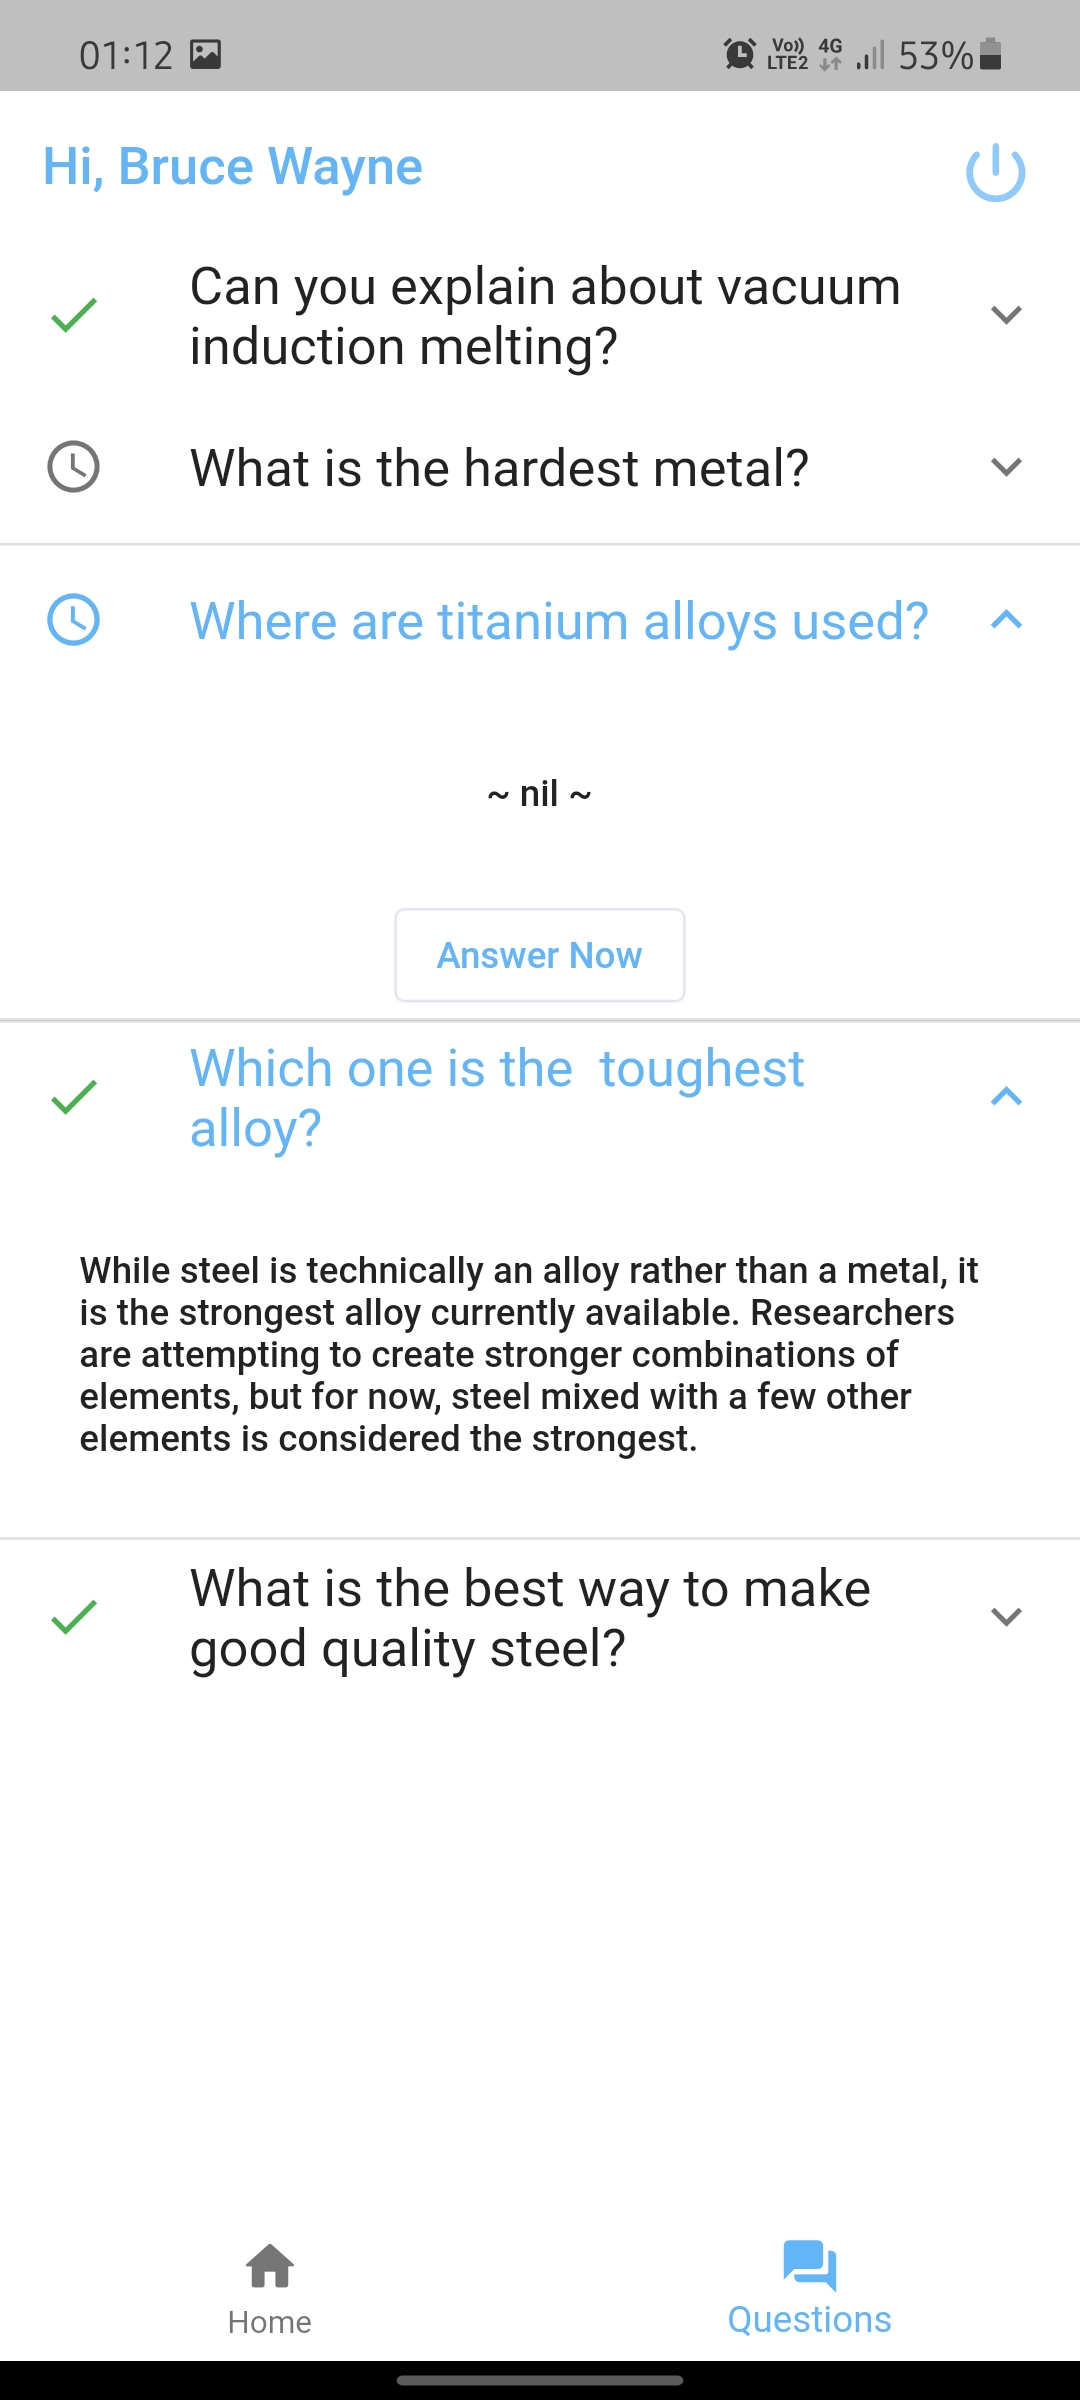 01:12
Vo)) LTE2 4G 53%
Hi, Bruce Wayne
Can you explain about vacuum
induction melting?
What is the hardest metal?
Where are titanium alloys used?
~ nil ~
Answer Now
Which one is the  toughest
alloy?
While steel is technically an alloy rather than a metal, it
is the strongest alloy currently available. Researchers
are attempting to create stronger combinations of
elements, but for now, steel mixed with a few other
elements is considered the strongest.
What is the best way to make
good quality steel?
Home
Questions